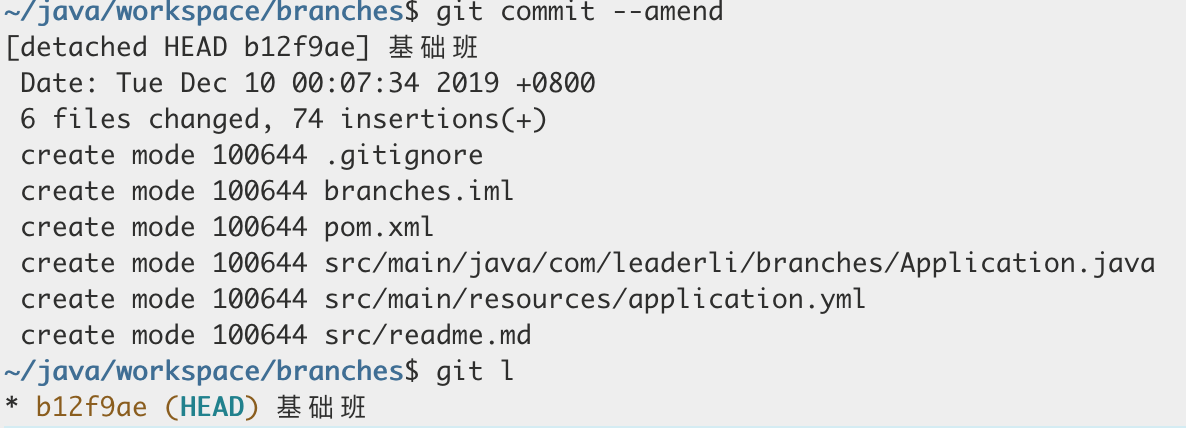 ~/java/workspace/branches$ git commit --amend
[detached HEAD b12f9ae] 基础班
 Date: Tue Dec 10 00:07:34 2019 +0800
 6 files changed, 74 insertions(+)
 create mode 100644 .gitignore
 create mode 100644 branches.iml
 create mode 100644 pom.xml
 create mode 100644 src/main/java/com/leaderli/branches/Application.java
 create mode 100644 src/main/resources/application.yml
 create mode 100644 src/readme.md
~/java/workspace/branches$ git l
* b12f9ae (HEAD) 基础班